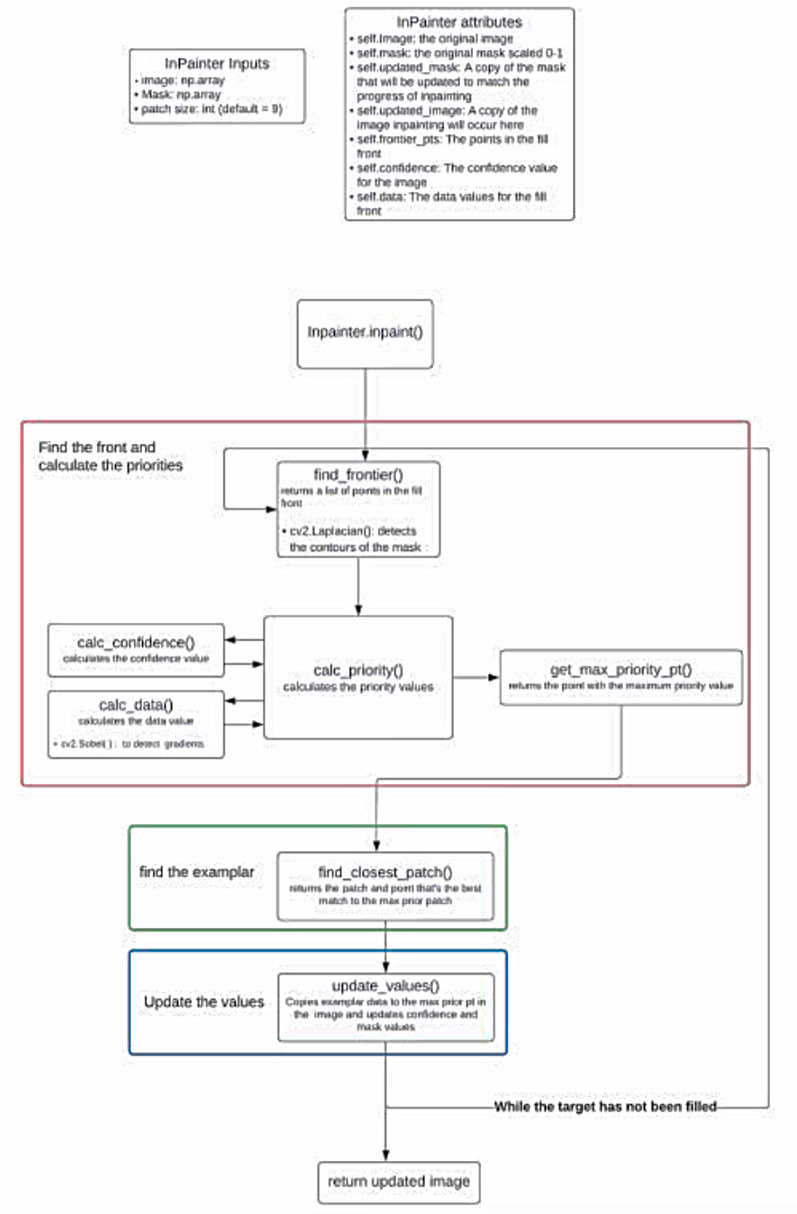 InPainter Inputs
• image: np.array
• Mask: np.array
• patch size: int (default = 9)
InPainter attributes
• self.Image: the original image
• self.mask: the original mask scaled 0-1
• self.updated_mask: A copy of the mask
that will be updated to match the
progress of inpainting
• self.updated_image: A copy of the
image inpainting will occur here
• self.frontier_pts: The points in the fill
front
• self.confidence: The confidence value
for the image
• self.data: The data values for the fill
front
Inpainter.inpaint()
Find the front and
calculate the priorities
find_frontier()
returns a list of points in the fill
front
• cv2.Laplacian(): detects
the contours of the mask
calc_confidence()
calculates the confidence value
calc_data()
calculates the data value
• cv2.Sobel( ): to detect gradients
calc_priority()
calculates the priority values
get_max_priority_pt()
returns the point with the maximum priority value
find the examplar
find_closest_patch()
returns the patch and point that's the best
match to the max prior patch
Update the values
update_values()
Copies examplar data to the max prior pt in
the image and updates confidence and
mask values
While the target has not been filled
return updated image